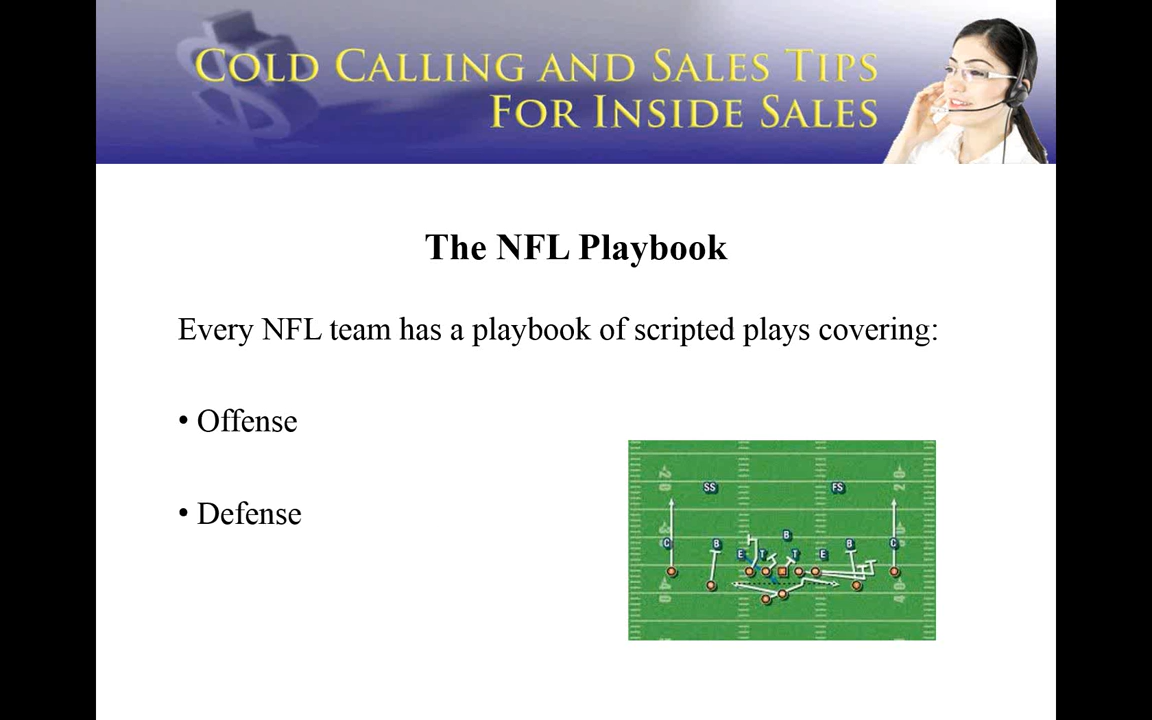 COLD CALLING AND SALES TIPS
FOR INSIDE SALES
The NFL Playbook
Every NFL team has a playbook of scripted plays covering:
• Offense
• Defense
SS FS
B
C B E T T E B C